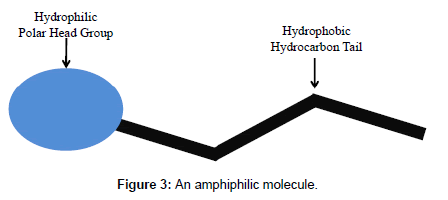 Hydrophilic
Polar Head Group
Hydrophobic
Hydrocarbon Tail
Figure 3: An amphiphilic molecule.